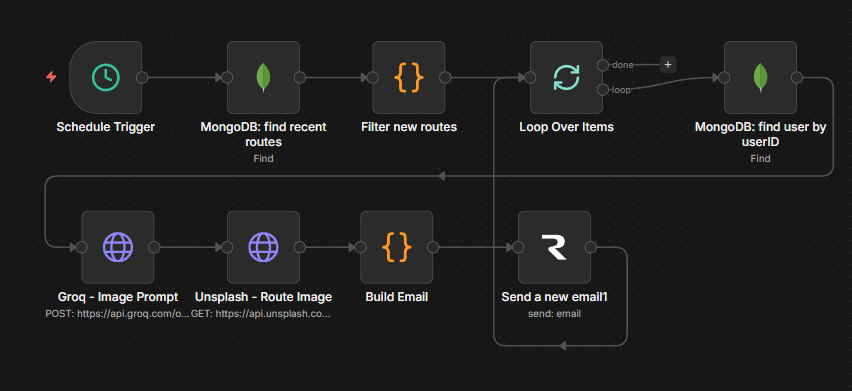 done
loop
Schedule Trigger
MongoDB: find recent
routes
Find
Filter new routes
Loop Over Items
MongoDB: find user by
userID
Find
Groq - Image Prompt
POST: https://api.groq.com/o...
Unsplash - Route Image
GET: https://api.unsplash.co...
Build Email
Send a new email1
send: email